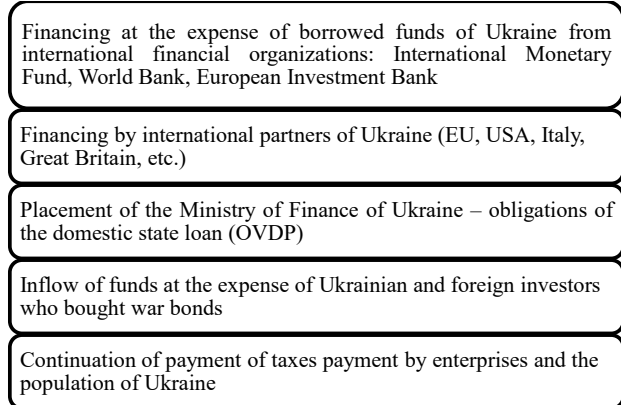 Financing at the expense of borrowed funds of Ukraine from
international financial organizations: International Monetary
Fund, World Bank, European Investment Bank
Financing by international partners of Ukraine (EU, USA, Italy,
Great Britain, etc.)
Placement of the Ministry of Finance of Ukraine – obligations of
the domestic state loan (OVDP)
Inflow of funds at the expense of Ukrainian and foreign investors
who bought war bonds
Continuation of payment of taxes payment by enterprises and the
population of Ukraine